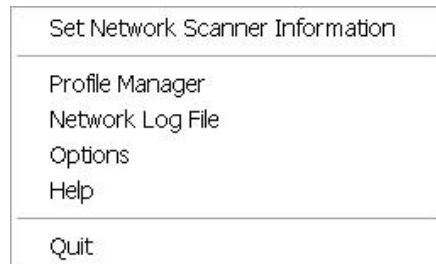 Set Network Scanner Information
Profile Manager
Network Log File
Options
Help
Quit